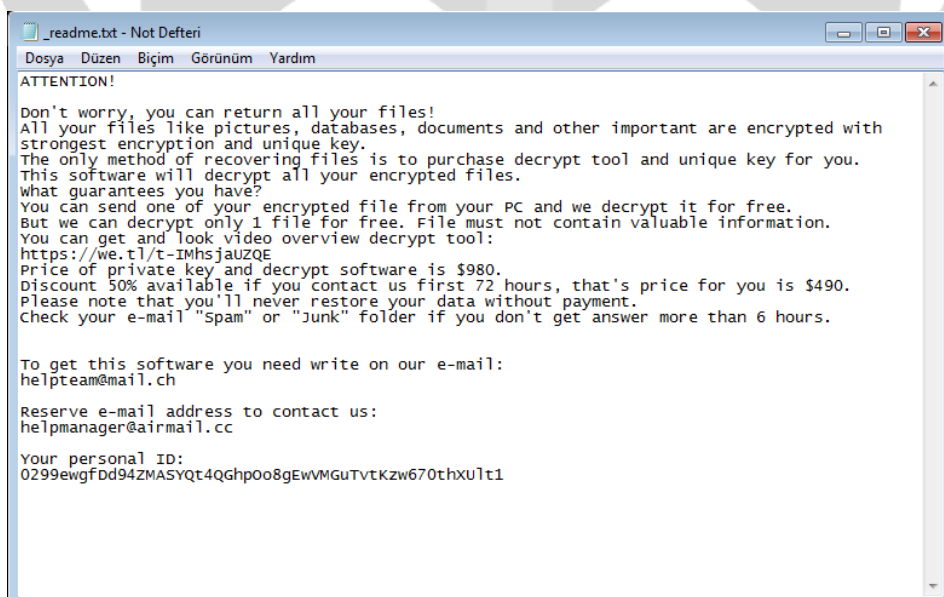 _readme.txt - Not Defteri
Dosya Düzen Biçim Görünüm Yardım
ATTENTION!
Don't worry, you can return all your files!
All your files like pictures, databases, documents and other important are encrypted with
strongest encryption and unique key.
The only method of recovering files is to purchase decrypt tool and unique key for you.
This software will decrypt all your encrypted files.
What guarantees you have?
You can send one of your encrypted file from your PC and we decrypt it for free.
But we can decrypt only 1 file for free. File must not contain valuable information.
You can get and look video overview decrypt tool:
https://we.tl/t-IMhsjaUZQE
Price of private key and decrypt software is $980.
Discount 50% available if you contact us first 72 hours, that's price for you is $490.
Please note that you'll never restore your data without payment.
Check your e-mail "Spam" or "Junk" folder if you don't get answer more than 6 hours.
To get this software you need write on our e-mail:
helpteam@mail.ch
Reserve e-mail address to contact us:
helpmanager@airmail.cc
Your personal ID:
0299ewgfDd94ZMASYQt4QGhpOo8gEwVMGuTvtKzw670thXUlt1